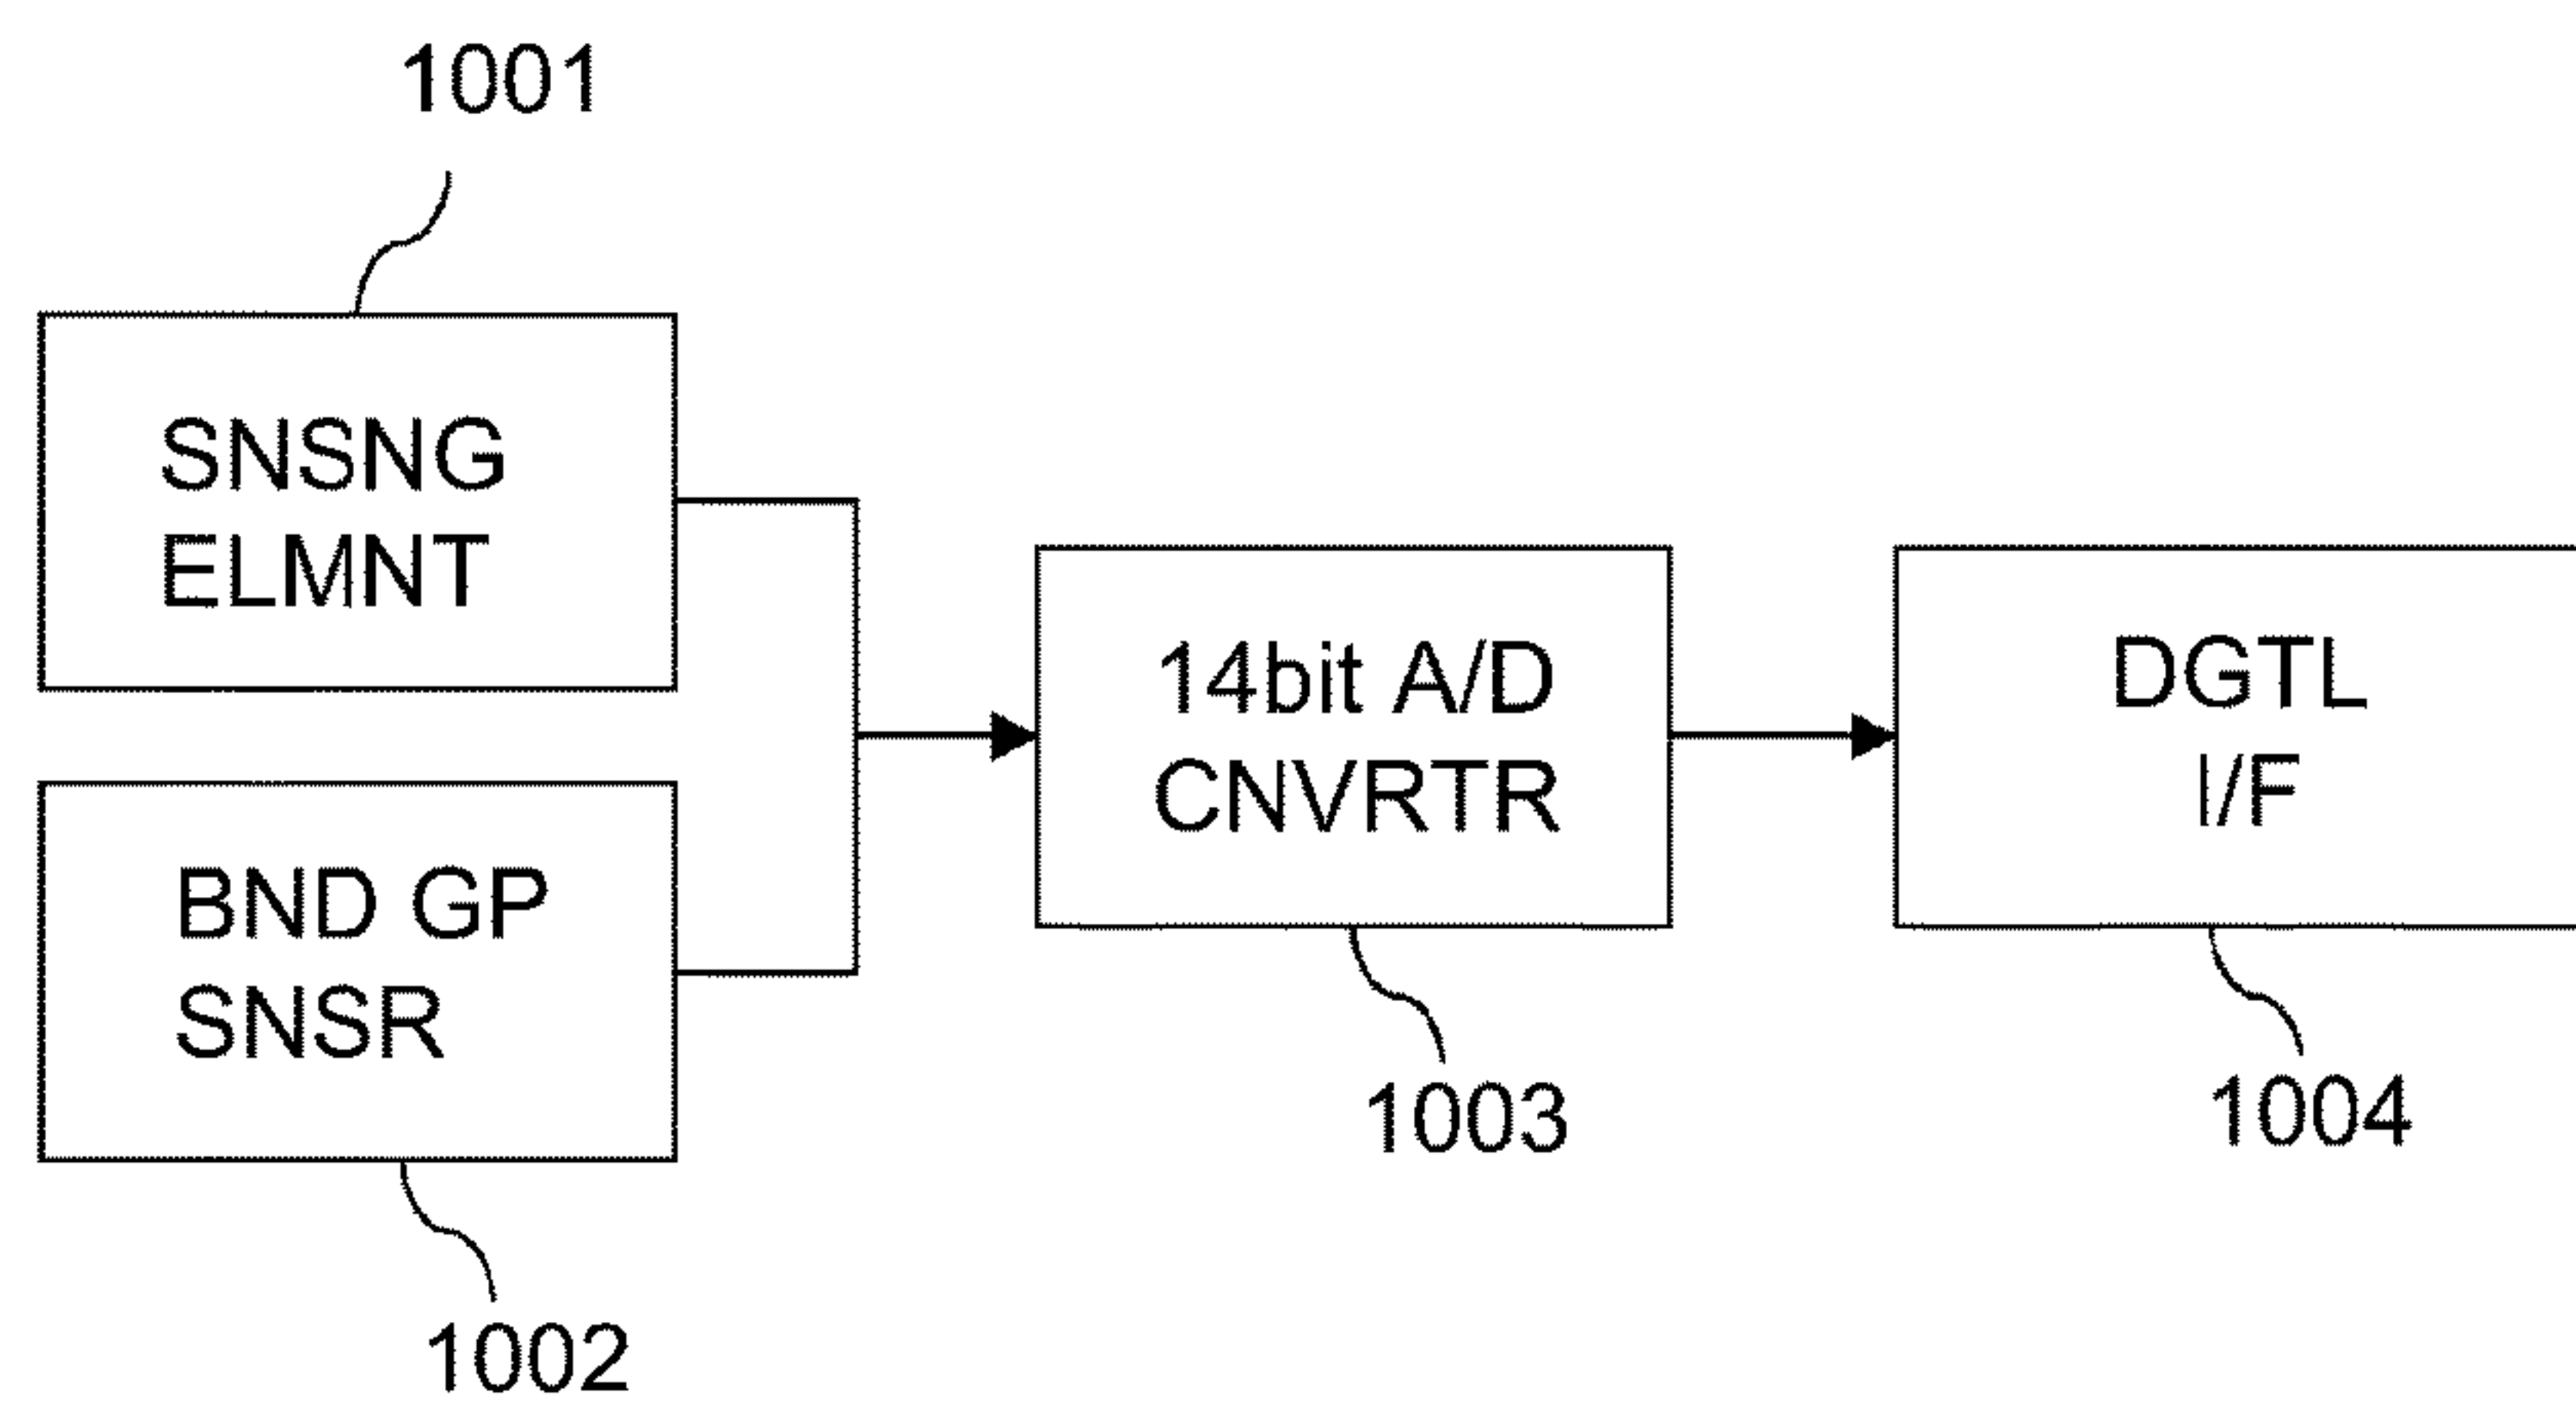 1001
SNSNG
ELMNT
BND GP
SNSR
1002
14bit A/D
CNVRTR
1003
DGTL
I/F
1004